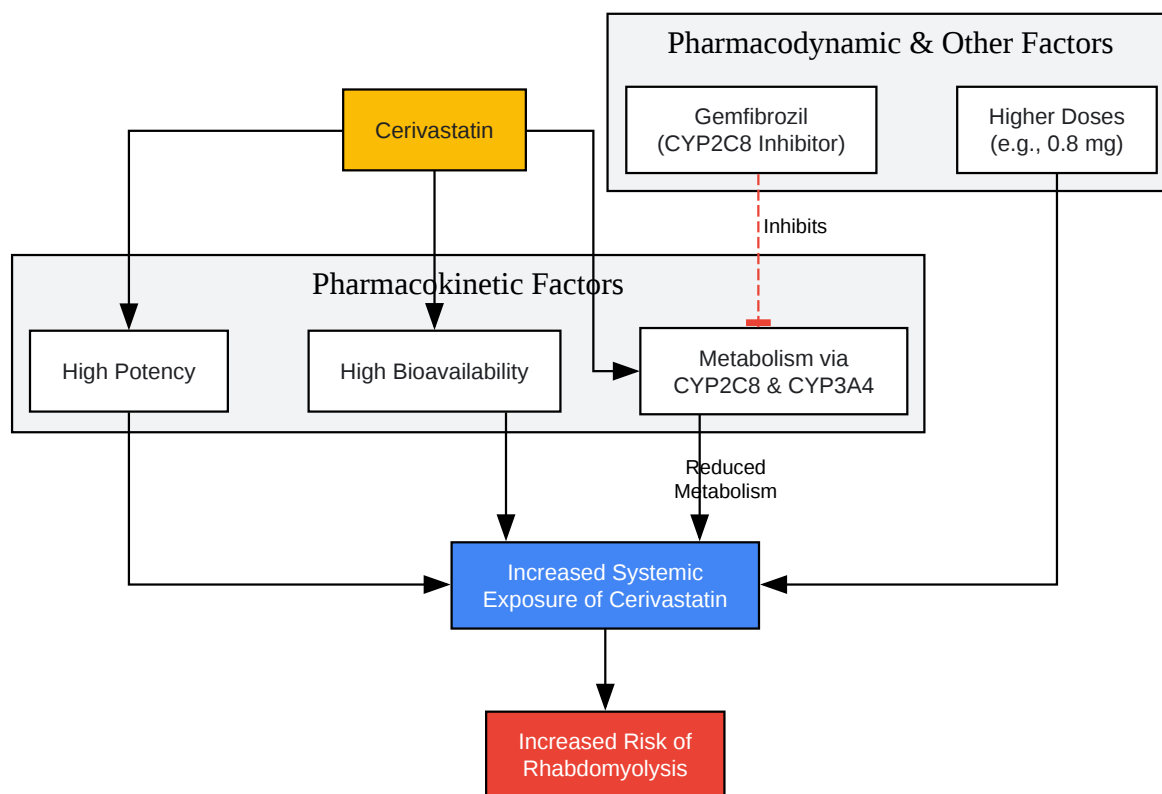 Pharmacodynamic & Other Factors
Gemfibrozil
(CYP2C8 Inhibitor)
Higher Doses
(e.g., 0.8 mg)
Cerivastatin
Inhibits
Pharmacokinetic Factors
High Potency
High Bioavailability
Metabolism via
CYP2C8 & CYP3A4
Reduced
Metabolism
Increased Systemic
Exposure of Cerivastatin
Increased Risk of
Rhabdomyolysis